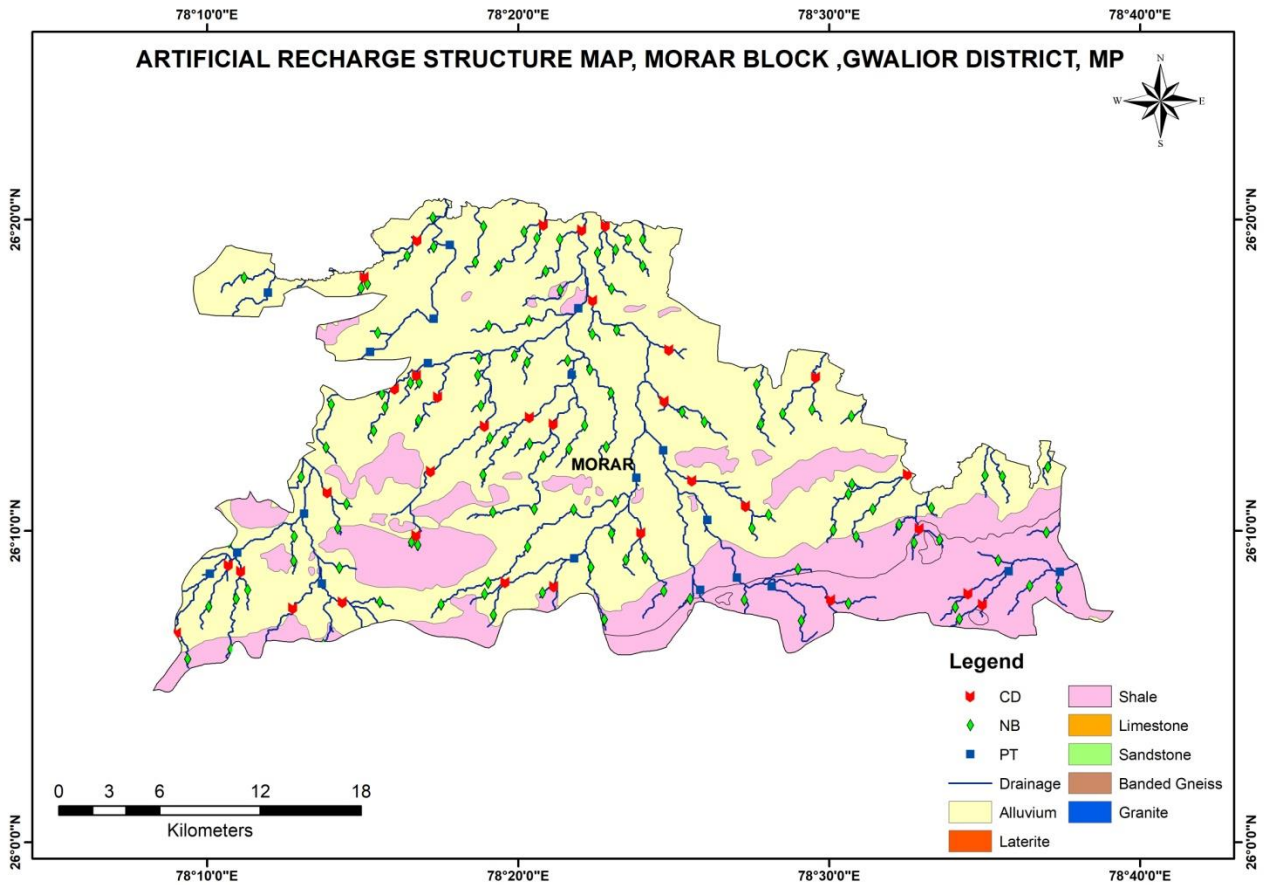 78°10'0"E 78°20'0"E 78°30'0"E 78°40'0"E
ARTIFICIAL RECHARGE STRUCTURE MAP, MORAR BLOCK ,GWALIOR DISTRICT, MP
N
W E
S
26°20'0"N 26°20'0"N
MORAR
26°10'0"N 26°10'0"N
Legend
CD
NB
PT
Drainage
Alluvium
Laterite
Shale
Limestone
Sandstone
Banded Gneiss
Granite
0 3 6 12 18
Kilometers
26°0'0"N 26°0'0"N
78°10'0"E 78°20'0"E 78°30'0"E 78°40'0"E